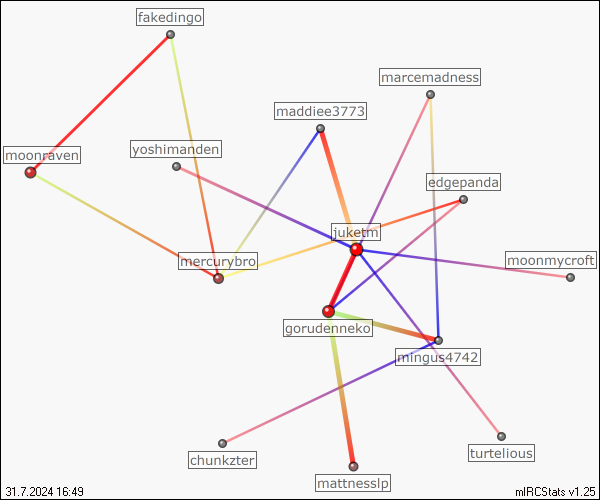 fakedingo
marcemadness
maddiee3773
moonraven
yoshimanden
edgepanda
juketm
mercurybro
moonmycroft
gorudenneko
mingus4742
chunkzter
turtelious
mattnesslp
31.7.2024 16:49
mIRCStats v1.25